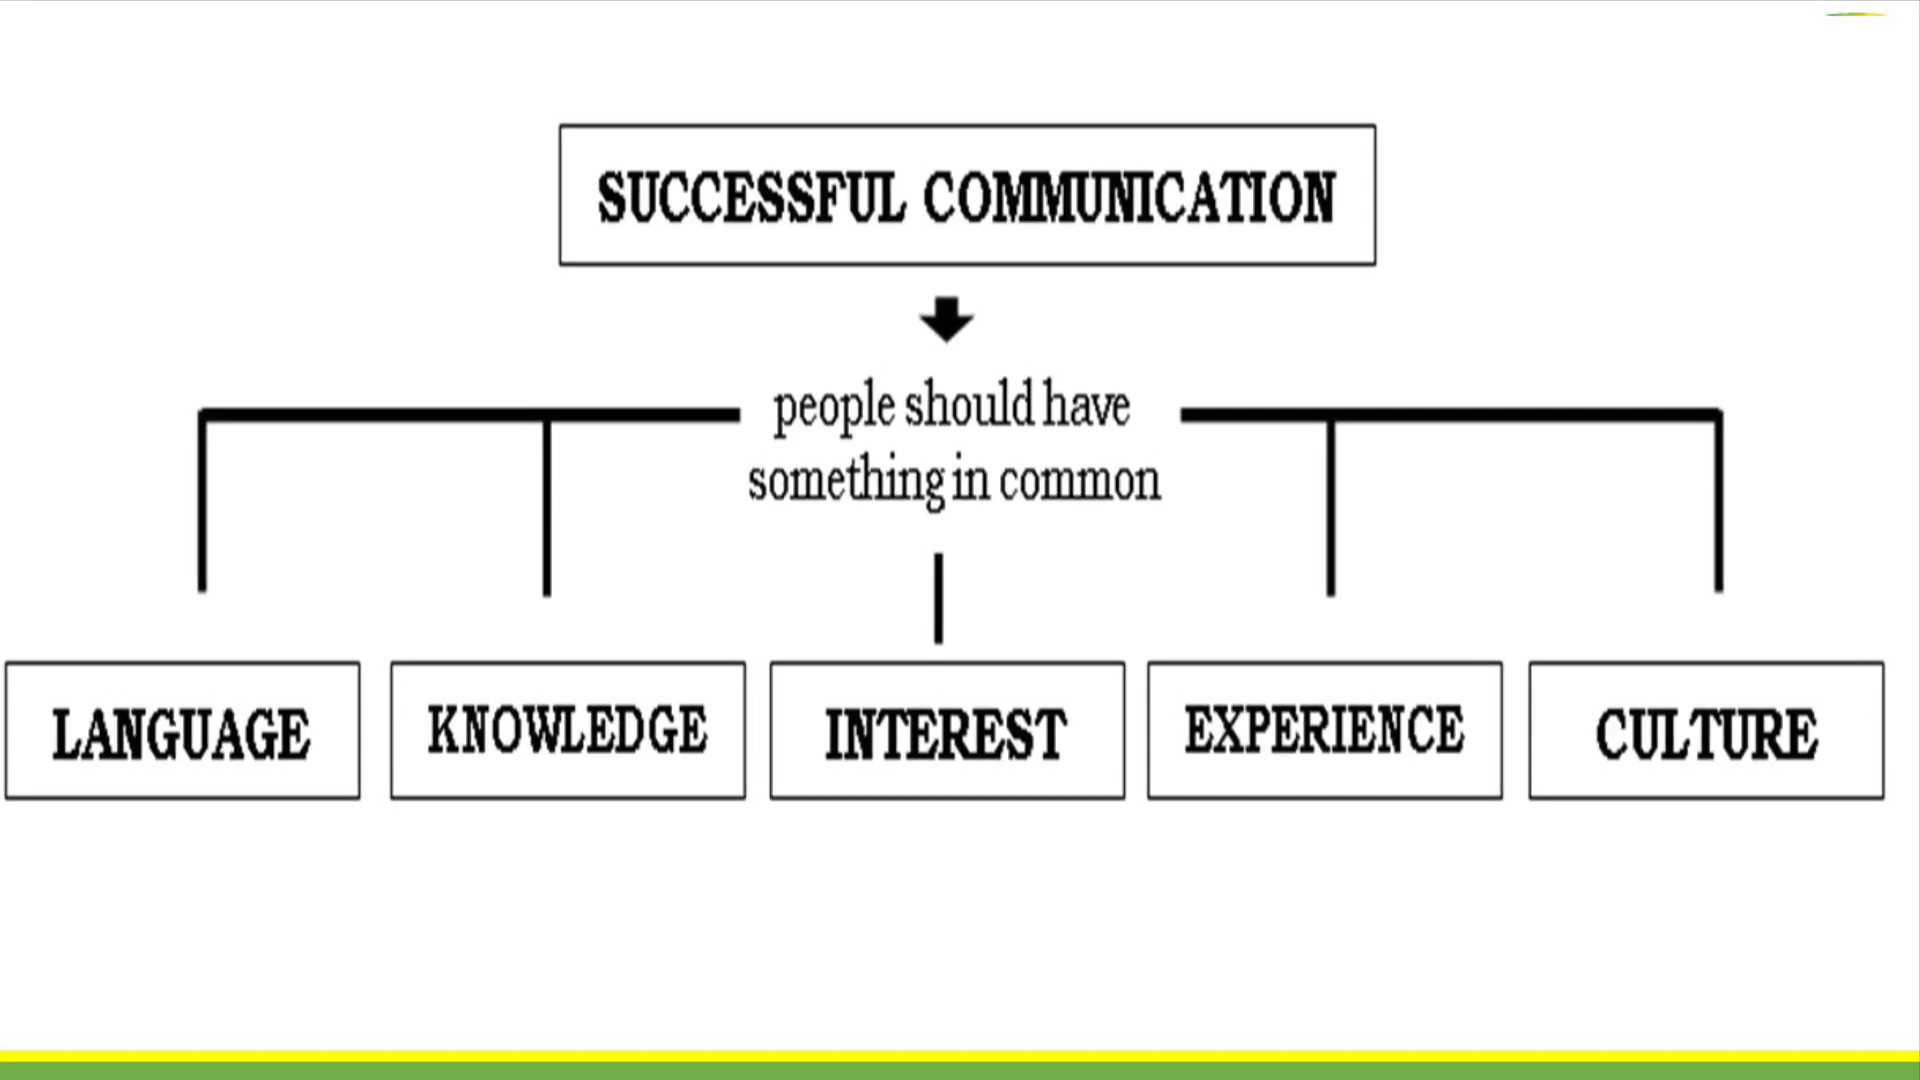 SUCCESSFUL COMMUNICATION
people should have
something in common
LANGUAGE
KNOWLEDGE
INTEREST
EXPERIENCE
CULTURE